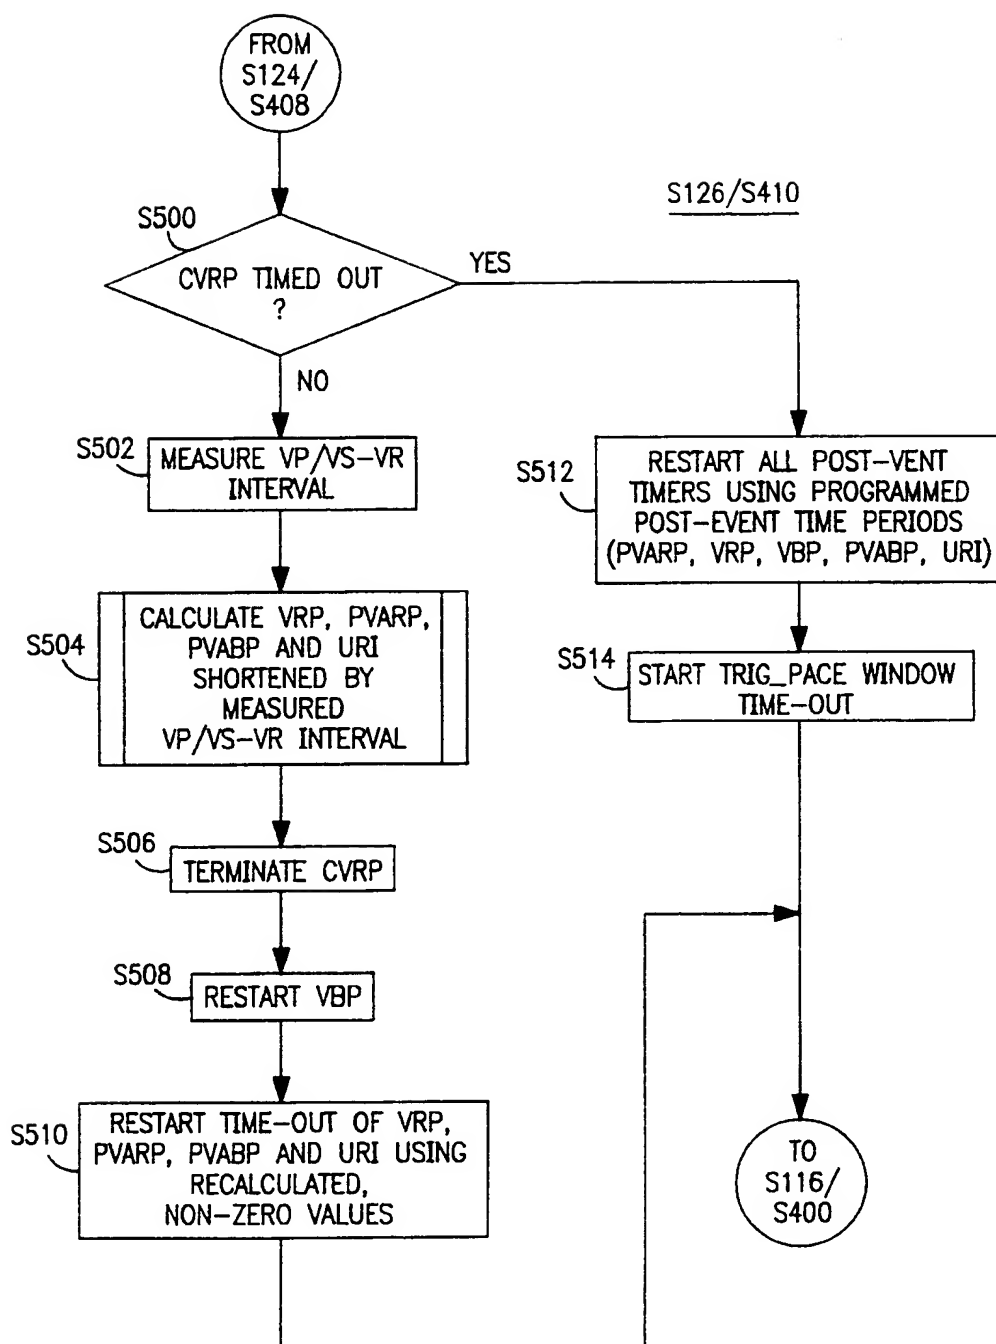 FROM
S124/
S408
S126/S410
S500
CVRP TIMED OUT
?
YES
NO
S502
MEASURE VP/VS-VR
INTERVAL
S504
CALCULATE VRP, PVARP,
PVABP AND URI
SHORTENED BY
MEASURED
VP/VS-VR INTERVAL
S506
TERMINATE CVRP
S508
RESTART VBP
S510
RESTART TIME-OUT OF VRP,
PVARP, PVABP AND URI USING
RECALCULATED,
NON-ZERO VALUES
S512
RESTART ALL POST-VENT
TIMERS USING PROGRAMMED
POST-EVENT TIME PERIODS
(PVARP, VRP, VBP, PVABP, URI)
S514
START TRIG_PACE WINDOW
TIME-OUT
TO
S116/
S400